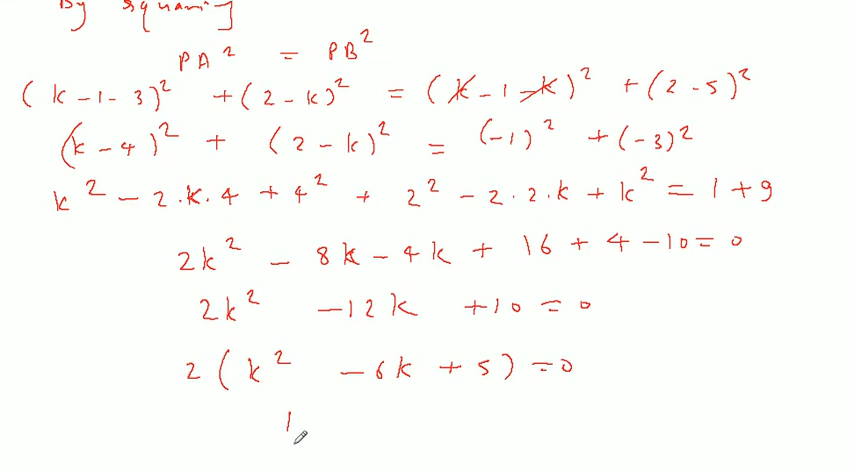 By squaring
PA² = PB²
(k-1-3)² + (2-k)² = (k-1-k)² + (2-5)²
(k-4)² + (2-k)² = (-1)² + (-3)²
k² - 2.k.4 + 4² + 2² - 2.2.k + k² = 1+9
2k² - 8k - 4k + 16 + 4 - 10 = 0
2k² - 12k + 10 = 0
2(k² - 6k + 5) = 0